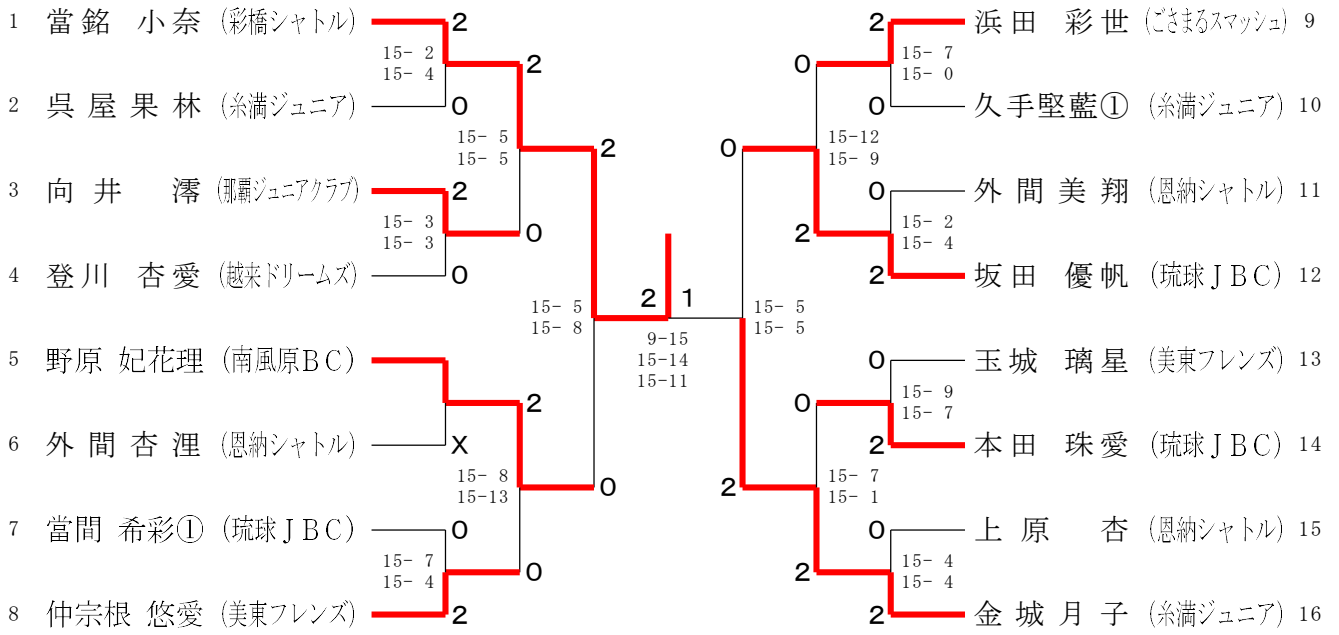 1 當銘 小奈 (彩橋シャトル) 2
15- 2
15- 4
2
2 呉屋果林 (糸満ジュニア) 0
15- 5
15- 5
2
3 向井 澪 (那覇ジュニアクラブ) 2
15- 3
15- 3
0
4 登川 杏愛 (越来ドリームズ) 0
15- 5
15- 8
5 野原 妃花理 (南風原BC)
2
6 外間杏浬 (恩納シャトル) X
15- 8
15-13
0
7 當間 希彩① (琉球JBC) 0
15- 7
15- 4
0
8 仲宗根 悠愛 (美東フレンズ) 2
2 1
9-15
15-14
15-11
2 浜田 彩世 (ごさまるスマッシュ) 9
15- 7
15- 0
0
0 久手堅藍① (糸満ジュニア) 10
15-12
15- 9
0
0 外間美翔 (恩納シャトル) 11
15- 2
15- 4
2
2 坂田 優帆 (琉球JBC) 12
15- 5
15- 5
0 玉城 璃星 (美東フレンズ) 13
15- 9
15- 7
0
2 本田 珠愛 (琉球JBC) 14
15- 7
15- 1
2
0 上原 杏 (恩納シャトル) 15
15- 4
15- 4
2
2 金城月子 (糸満ジュニア) 16